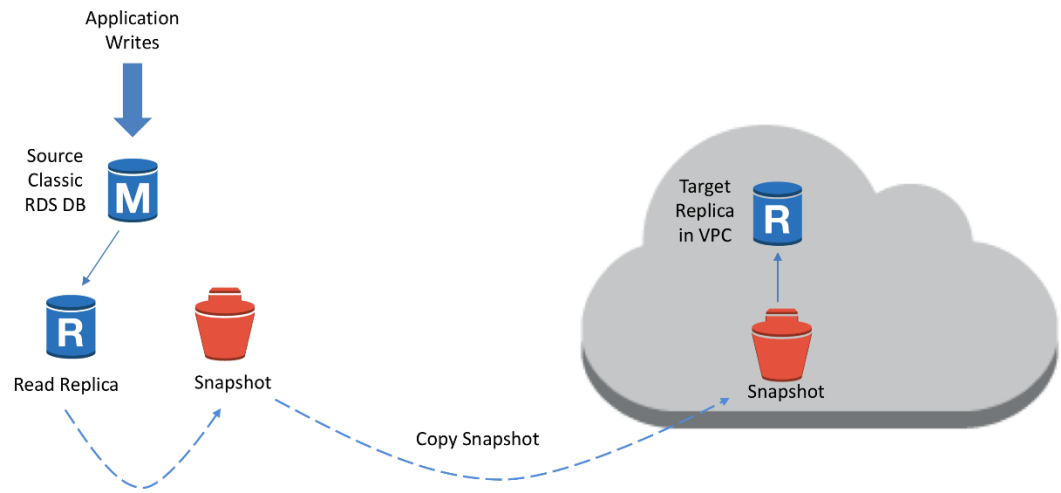 Application
Writes
Source
Classic
RDS DB
M
R
Read Replica
Snapshot
Copy Snapshot
Target
Replica
in VPC
R
Snapshot